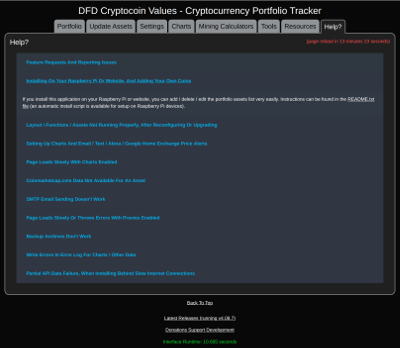 DFD Cryptocoin Values - Cryptocurrency Portfolio Tracker
Portfolio Update Assets Settings Charts Mining Calculators Tools Resources Help?
Help?
(page reload in 23 minutes 23 seconds)
Feature Requests And Reporting Issues
Installing On Your Raspberry Pi Or Website, And Adding Your Own Coins
If you install this application on your Raspberry Pi or website, you can add / delete / edit the portfolio assets list very easily. Instructions can be found in the README.txt
file (an automatic install script is available for setup on Raspberry Pi devices).
Layout / Functions / Assets Not Running Properly, After Reconfiguring Or Upgrading
Setting Up Charts And Email / Text / Alexa / Google Home Exchange Price Alerts
Page Loads Slowly With Charts Enabled
Coinmarketcap.com Data Not Available For An Asset
SMTP Email Sending Doesn't Work
Page Loads Slowly Or Throws Errors With Proxies Enabled
Backup Archives Don't Work
Write Errors In Error Log For Charts / Other Data
Partial API Data Failure, When Installing Behind Slow Internet Connections
Back To Top
Latest Releases (running v4.08.7)
Donations Support Development
Interface Runtime: 10.085 seconds